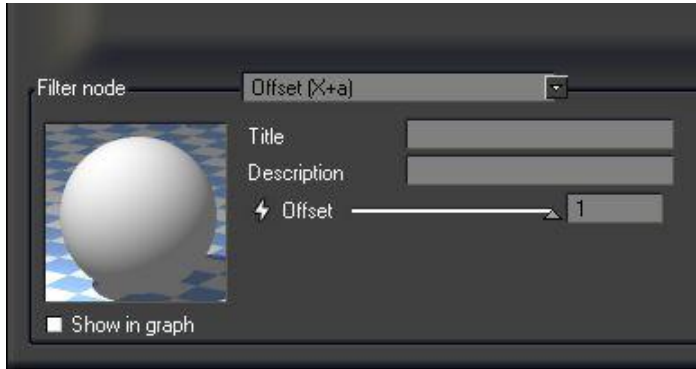 Filter node
Offset (X+a)
Title
Description
Offset
1
Show in graph